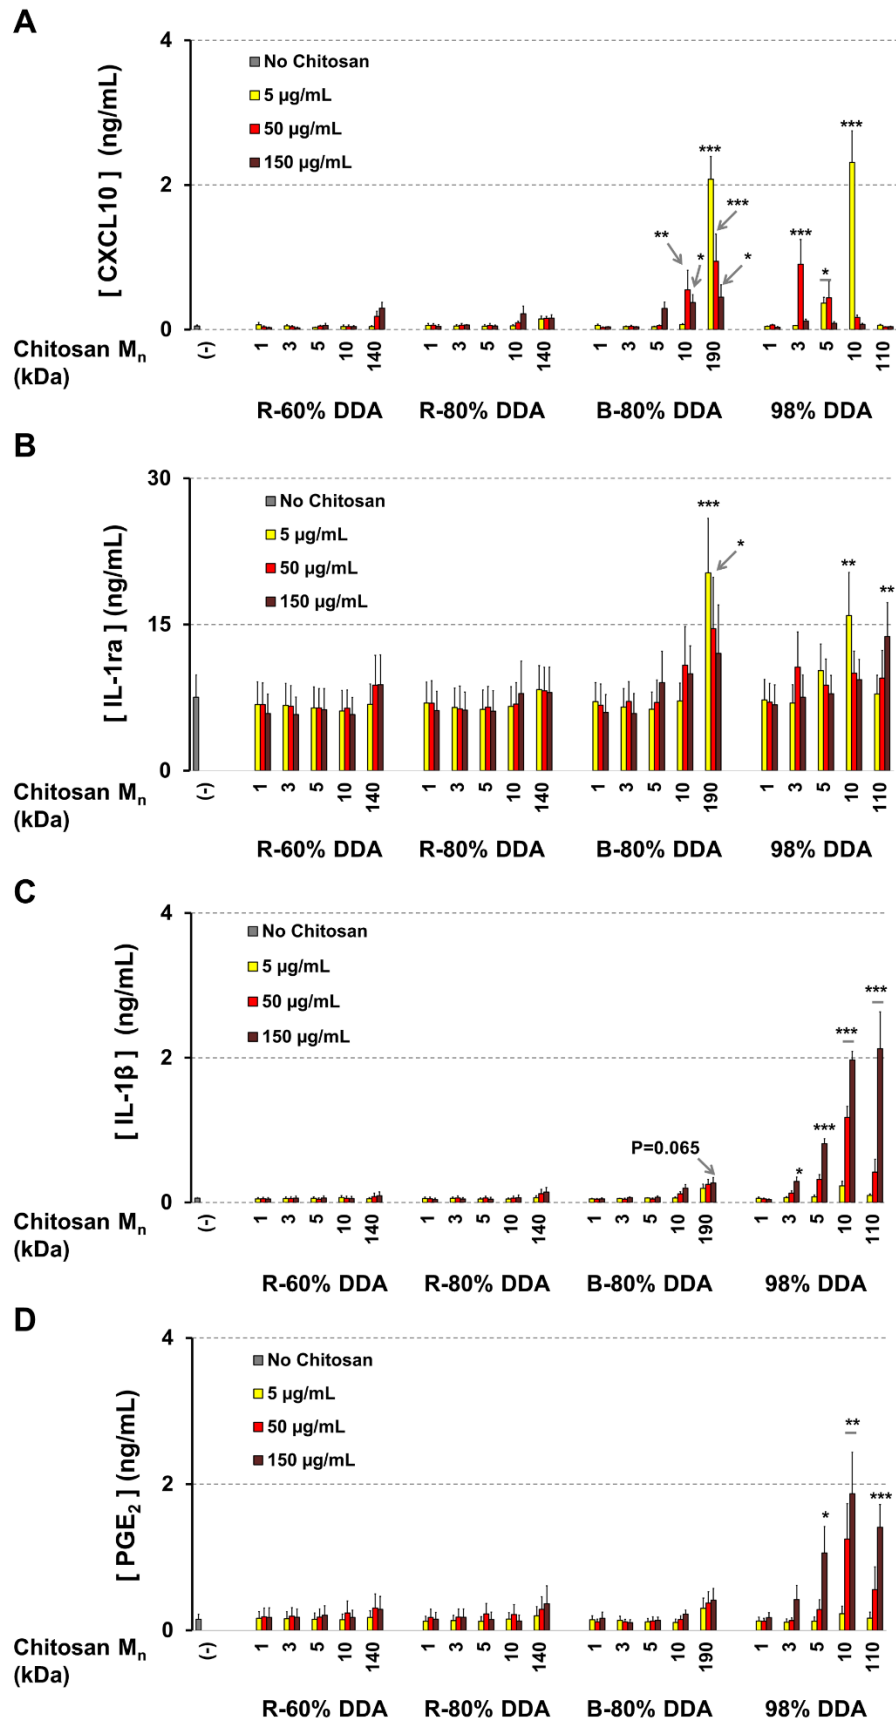 A
[ CXCL10 ] (ng/mL)
4
2
0
No Chitosan
5 µg/mL
50 µg/mL
150 µg/mL
** * *** *** * *** * ***
Chitosan Mn (-) 1 3 5 10 140 1 3 5 10 140 1 3 5 10 190 1 3 5 10 110
(kDa)
R-60% DDA R-80% DDA B-80% DDA 98% DDA
B
[ IL-1ra ] (ng/mL)
30
15
0
No Chitosan
5 µg/mL
50 µg/mL
150 µg/mL
*** * ** **
Chitosan Mn (-) 1 3 5 10 140 1 3 5 10 140 1 3 5 10 190 1 3 5 10 110
(kDa)
R-60% DDA R-80% DDA B-80% DDA 98% DDA
C
[ IL-1β ] (ng/mL)
4
2
0
No Chitosan
5 µg/mL
50 µg/mL
150 µg/mL
P=0.065 * *** *** ***
Chitosan Mn (-) 1 3 5 10 140 1 3 5 10 140 1 3 5 10 190 1 3 5 10 110
(kDa)
R-60% DDA R-80% DDA B-80% DDA 98% DDA
D
[ PGE2 ] (ng/mL)
4
2
0
No Chitosan
5 µg/mL
50 µg/mL
150 µg/mL
* ** ***
Chitosan Mn (-) 1 3 5 10 140 1 3 5 10 140 1 3 5 10 190 1 3 5 10 110
(kDa)
R-60% DDA R-80% DDA B-80% DDA 98% DDA